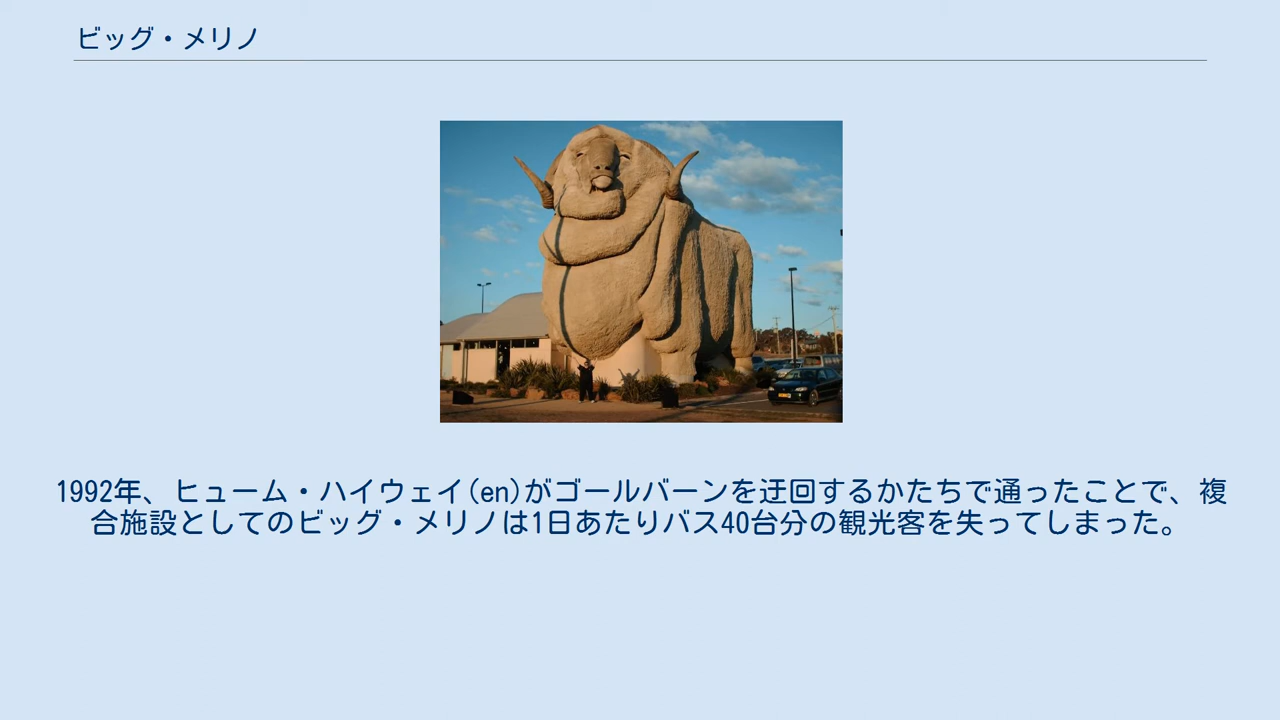 ビッグ・メリノ
1992年、ヒューム・ハイウェイ(en)がゴールバーンを迂回するかたちで通ったことで、複
合施設としてのビッグ・メリノは1日あたりバス40台分の観光客を失ってしまった。